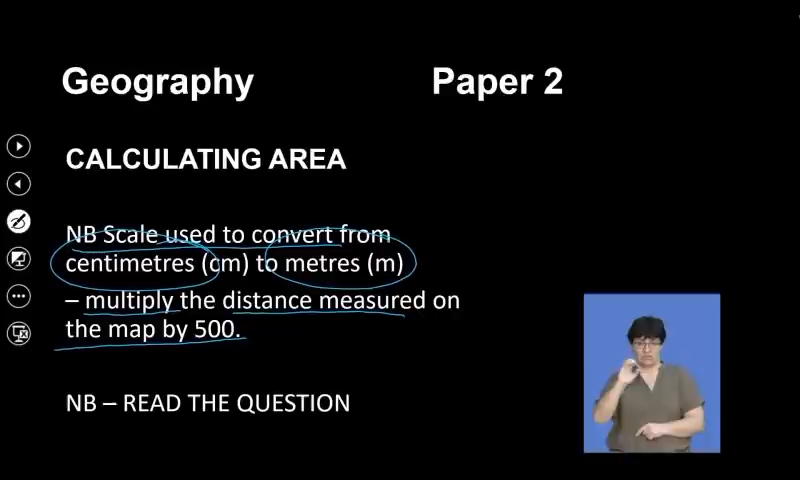 Geography Paper 2
CALCULATING AREA
NB Scale used to convert from
centimetres (cm) to metres (m)
– multiply the distance measured on
the map by 500.
NB – READ THE QUESTION